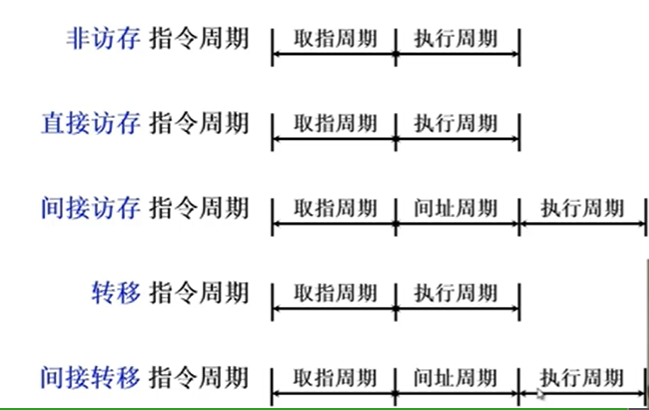 非访存 指令周期 取指周期 执行周期
直接访存 指令周期 取指周期 执行周期
间接访存 指令周期 取指周期 间址周期 执行周期
转移 指令周期 取指周期 执行周期
间接转移 指令周期 取指周期 间址周期 执行周期